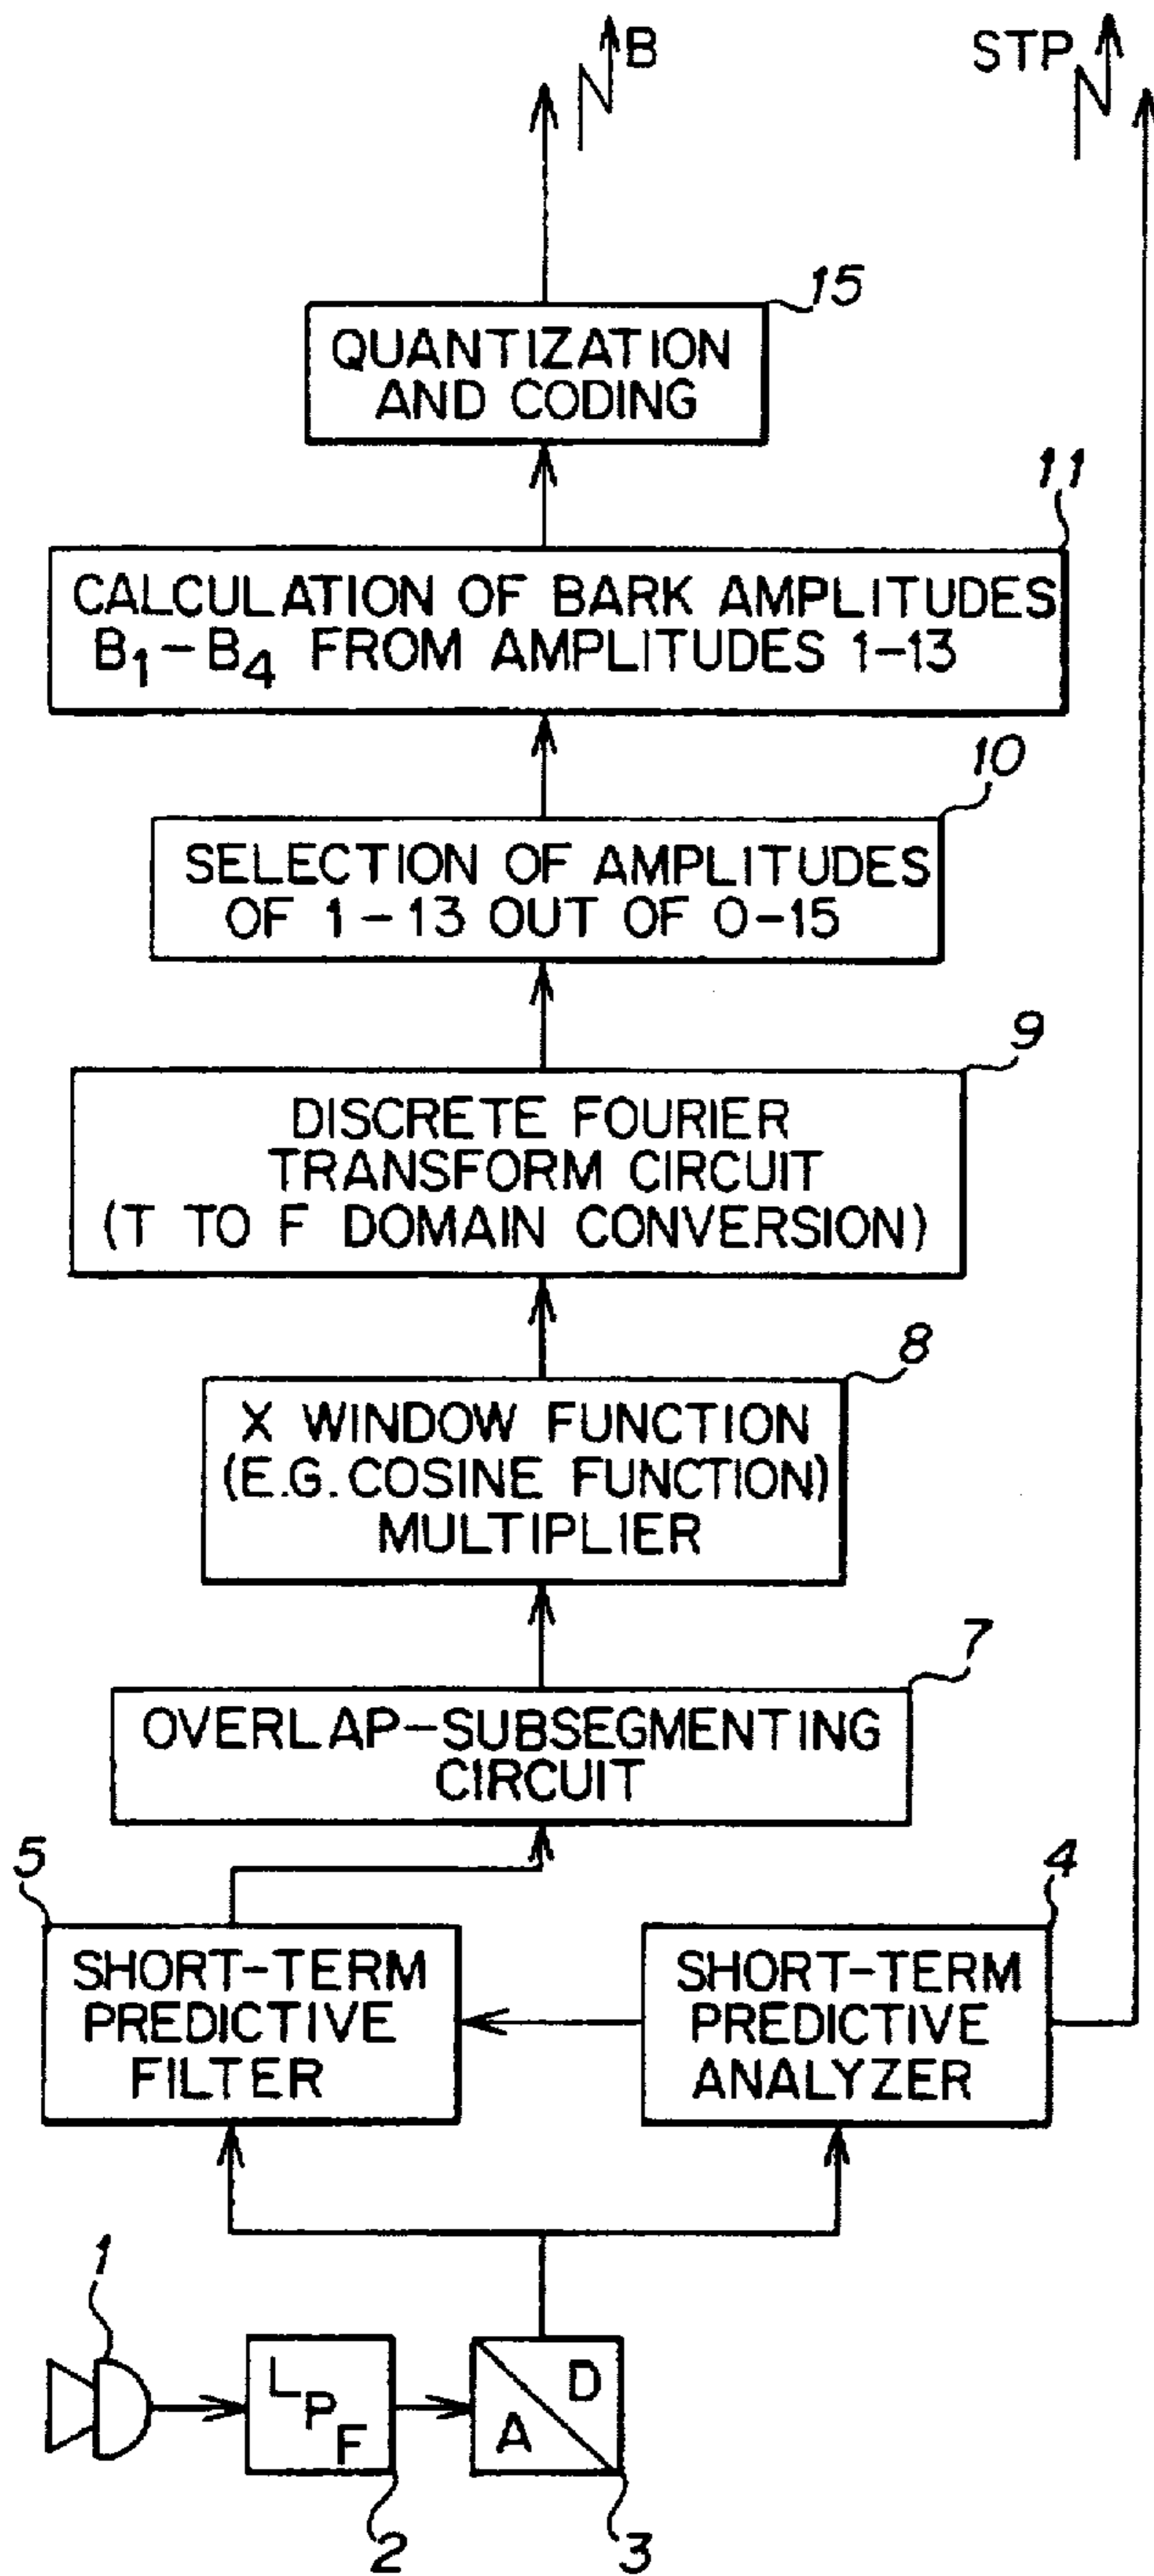 B
STP
15
QUANTIZATION
AND CODING
11
CALCULATION OF BARK AMPLITUDES
B1-B4 FROM AMPLITUDES 1-13
10
SELECTION OF AMPLITUDES
OF 1-13 OUT OF 0-15
9
DISCRETE FOURIER
TRANSFORM CIRCUIT
(T TO F DOMAIN CONVERSION)
8
X WINDOW FUNCTION
(E.G. COSINE FUNCTION)
MULTIPLIER
7
OVERLAP-SUBSEGMENTING
CIRCUIT
5
SHORT-TERM
PREDICTIVE
FILTER
4
SHORT-TERM
PREDICTIVE
ANALYZER
1
LPF
2
A
D
3